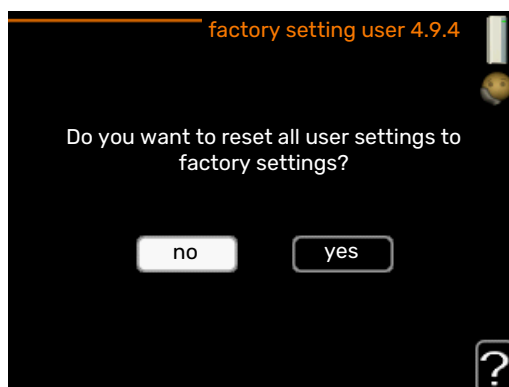 factory setting user 4.9.4
Do you want to reset all user settings to
factory settings?
no
yes
?